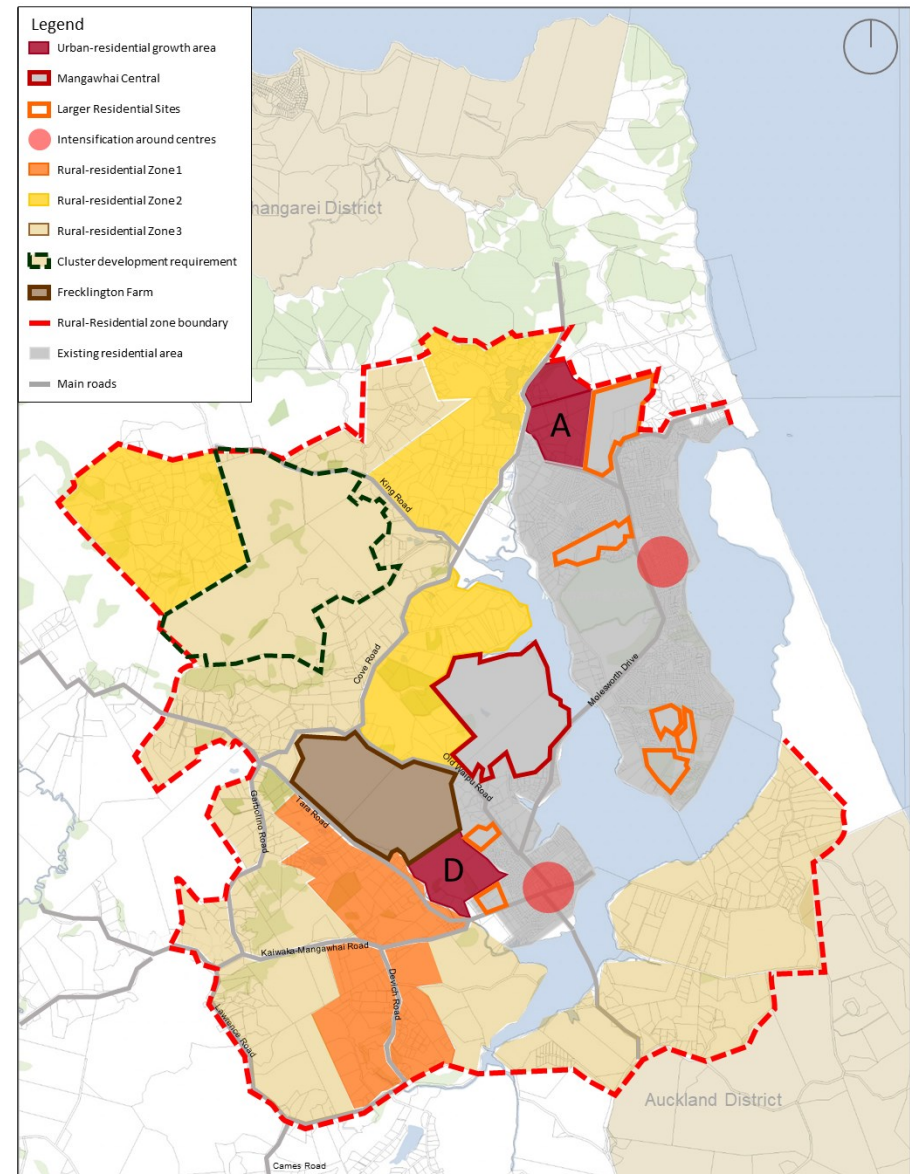 Legend
Urban-residential growth area
Mangawhai Central
Larger Residential Sites
Intensification around centres
Rural-residential Zone 1
Rural-residential Zone 2
Rural-residential Zone 3
Cluster development requirement
Frecklington Farm
Rural-Residential zone boundary
Existing residential area
Main roads
hangarei District
A
King Road
Cove Road
Molesworth Drive
Old Waipu Road
Tara Road
Garbolino Road
D
Kaiwaka-Mangawhai Road
Devich Road
Lawrence Road
Auckland District
Cames Road